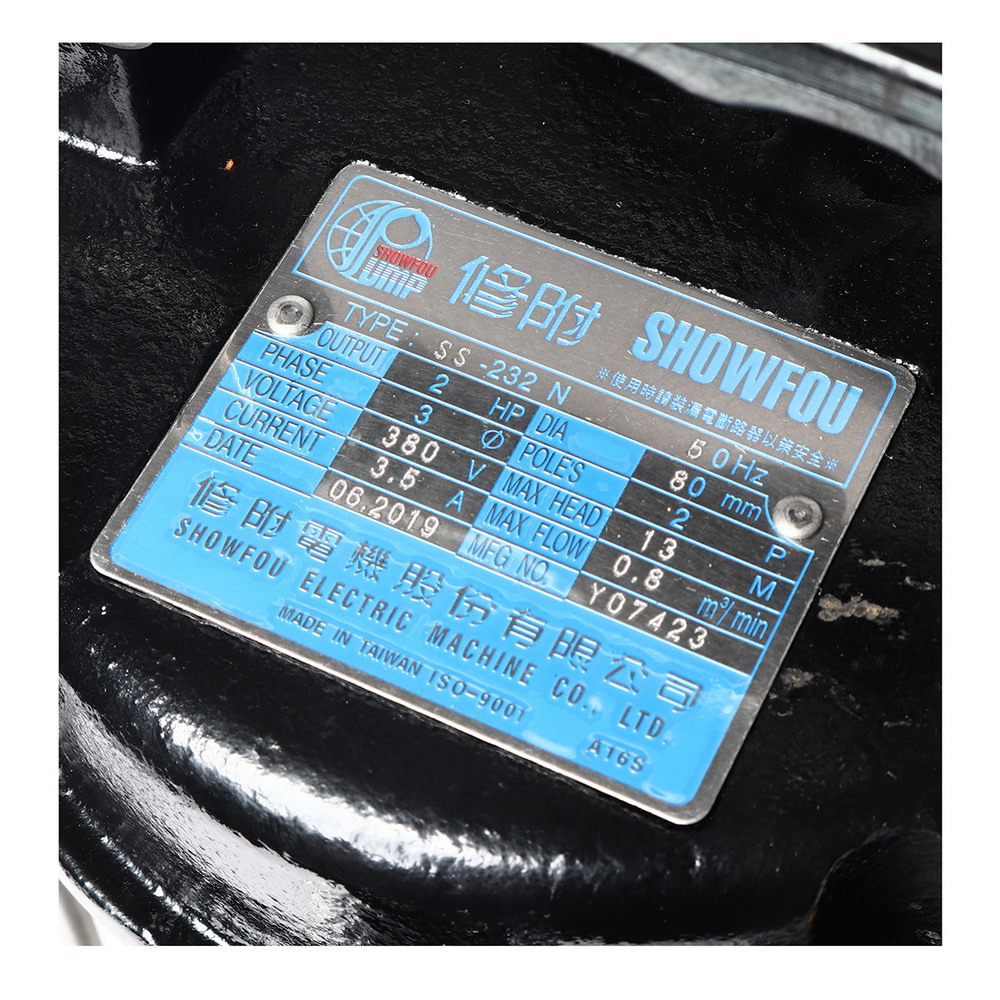 SHOWFOU
PUMP
修附 SHOWFOU
※使用時請裝漏電斷路器以策安全※
TYPE: SS-232 N 50Hz
OUTPUT 2 HP DIA 80 mm
PHASE 3 Ø POLE'S 2 P
VOLTAGE 380 V MAX HEAD 13 M
CURRENT 3.5 A MAX FLOW 0.8 m³/min
DATE 06.2019 MFG NO. Y07423
修附電機股份有限公司
SHOWFOU ELECTRIC MACHINE CO., LTD.
MADE IN TAIWAN ISO-9001
A16S